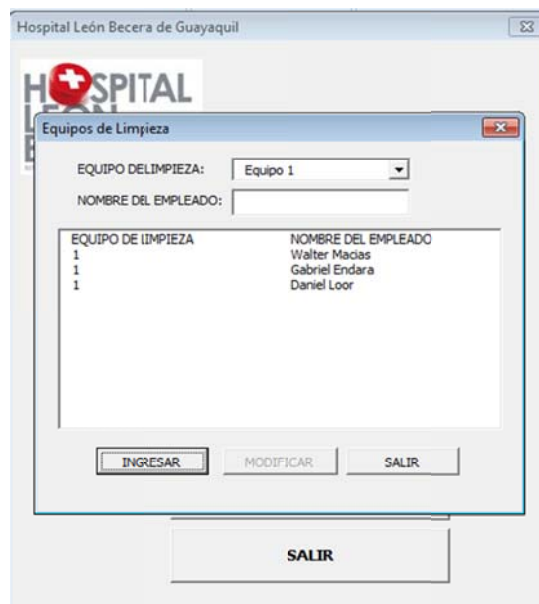 Hospital León Becera de Guayaquil
HOSPITAL
Equipos de Limpieza
EQUIPO DELIMPIEZA: Equipo 1
NOMBRE DEL EMPLEADO:
EQUIPO DE LIMPIEZA NOMBRE DEL EMPLEADO
1 Walter Macias
1 Gabriel Endara
1 Daniel Loor
INGRESAR MODIFICAR SALIR
SALIR